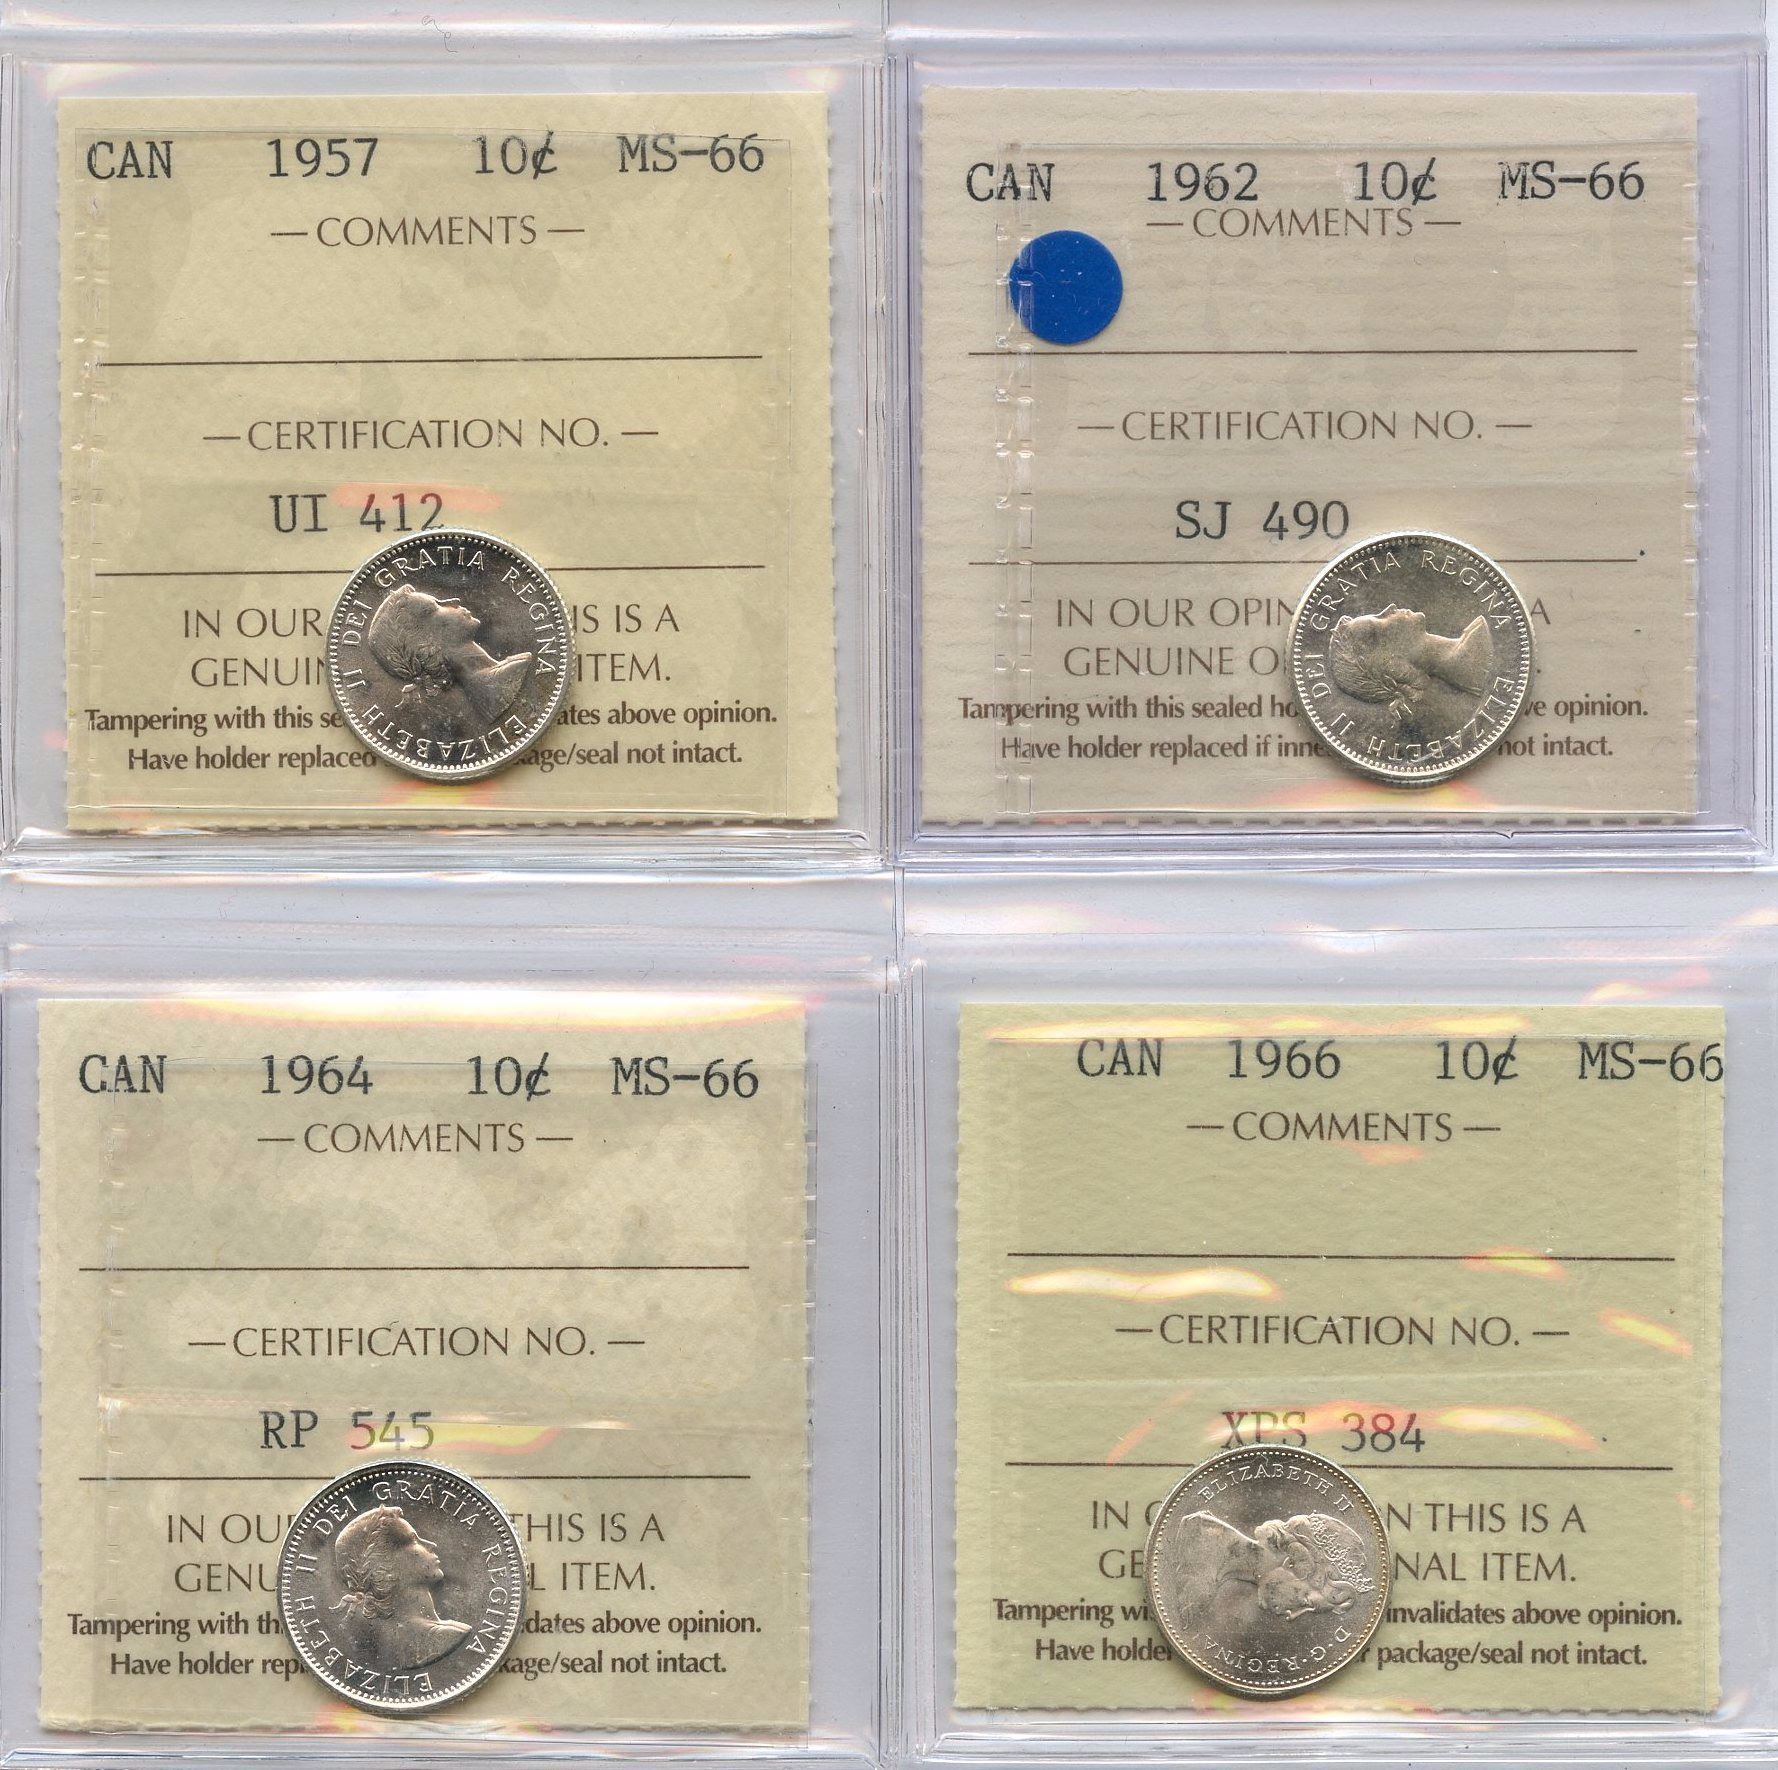 CAN 1957 10¢ MS-66
— COMMENTS —
— CERTIFICATION NO. —
UI 412
IN OUR IS IS A
GENUIN ITEM.
Tampering with this se ates above opinion.
Have holder replaced kage/seal not intact.
ELIZABETH II DEI GRATIA REGINA
CAN 1962 10¢ MS-66
— COMMENTS —
— CERTIFICATION NO. —
SJ 490
IN OUR OPIN A
GENUINE O .
Tampering with this sealed ho ve opinion.
Have holder replaced if inne not intact.
ELIZABETH II DEI GRATIA REGINA
CAN 1964 10¢ MS-66
— COMMENTS —
— CERTIFICATION NO. —
RP 545
IN OU THIS IS A
GENU L ITEM.
Tampering with th dates above opinion.
Have holder rep kage/seal not intact.
ELIZABETH II DEI GRATIA REGINA
CAN 1966 10¢ MS-66
— COMMENTS —
— CERTIFICATION NO. —
XPS 384
IN O N THIS IS A
GE NAL ITEM.
Tampering wi invalidates above opinion.
Have holde r package/seal not intact.
ELIZABETH II D·G·REGINA